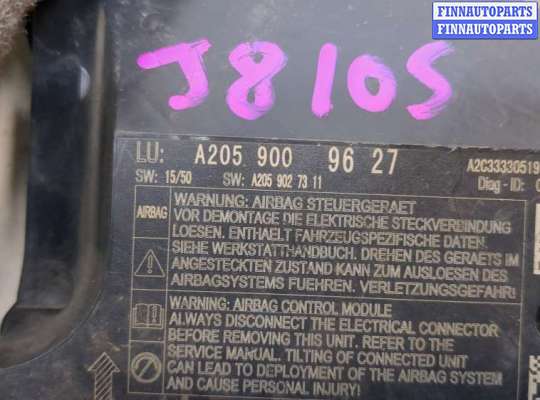 FINNAUTOPARTS
FINNAUTOPARTS
J810S
LU: A205 900 96 27
SW: 15/50 SW: A205 902 73 11
A2C33330519
Diag - ID:
AIRBAG
WARNUNG: AIRBAG STEUERGERAET
VOR DEMONTAGE DIE ELEKTRISCHE STECKVERBINDUNG
LOESEN. ENTHAELT FAHRZEUGSPEZIFISCHE DATEN.
SIEHE WERKSTATTHANDBUCH. DREHEN DES GERAETS IM
ANGESTECKTEN ZUSTAND KANN ZUM AUSLOESEN DES
AIRBAGSYSTEMS FUEHREN. VERLETZUNGSGEFAHR!
WARNING: AIRBAG CONTROL MODULE
ALWAYS DISCONNECT THE ELECTRICAL CONNECTOR
BEFORE REMOVING THIS UNIT. REFER TO THE
SERVICE MANUAL. TILTING OF CONNECTED UNIT
CAN LEAD TO DEPLOYMENT OF THE AIRBAG SYSTEM
AND CAUSE PERSONAL INJURY!